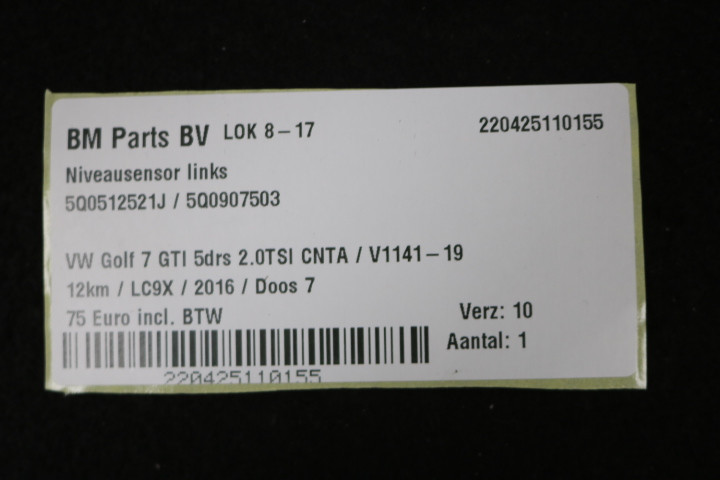 BM Parts BV LOK 8-17 220425110155
Niveausensor links
5Q0512521J / 5Q0907503
VW Golf 7 GTI 5drs 2.0TSI CNTA / V1141-19
12km / LC9X / 2016 / Doos 7
75 Euro incl. BTW Verz: 10
Aantal: 1
220425110155